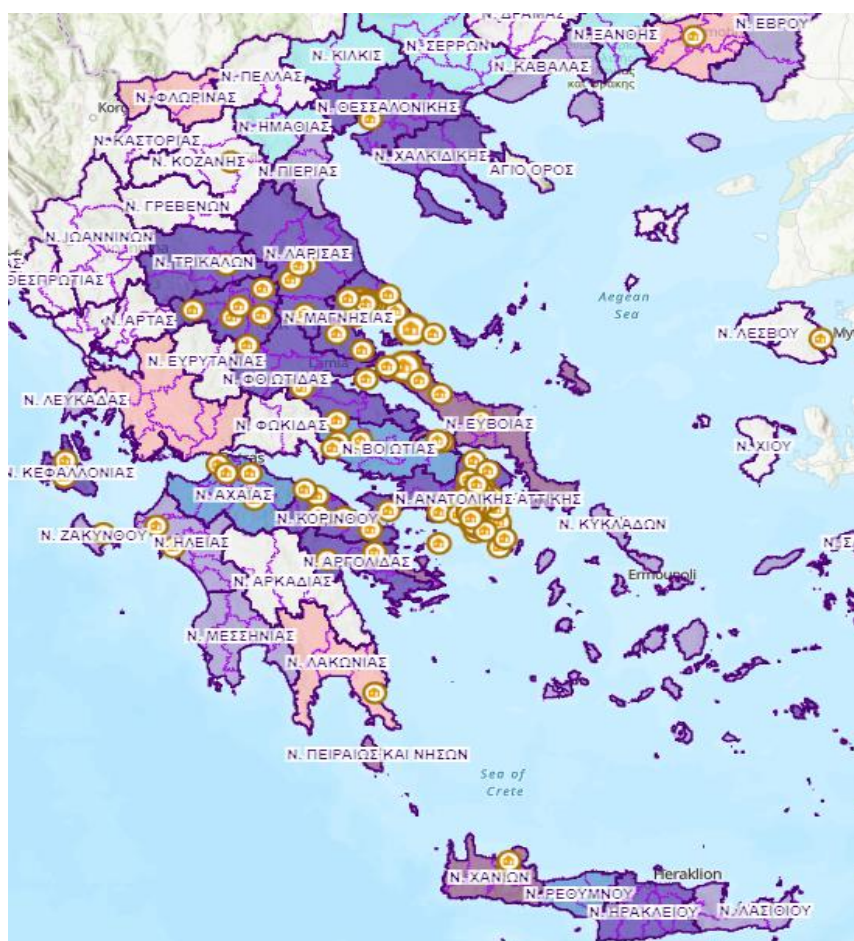 Ν. ΔΡΑΜΑΣ
Ν. ΕΒΡΟΥ
Ν. ΞΑΝΘΗΣ
Ν. ΣΕΡΡΩΝ
Ν. ΚΙΛΚΙΣ
Ν. ΠΕΛΛΑΣ
Ν. ΚΑΒΑΛΑΣ
και Θράκης
Ν. ΦΛΩΡΙΝΑΣ
Ν. ΘΕΣΣΑΛΟΝΙΚΗΣ
Ν. ΗΜΑΘΙΑΣ
Ν. ΚΑΣΤΟΡΙΑΣ
Ν. ΚΟΖΑΝΗΣ
Ν. ΧΑΛΚΙΔΙΚΗΣ
Ν. ΠΙΕΡΙΑΣ
ΑΓΙΟ ΟΡΟΣ
Ν. ΓΡΕΒΕΝΩΝ
Ν. ΙΩΑΝΝΙΝΩΝ
Ν. ΛΑΡΙΣΑΣ
Ν. ΤΡΙΚΑΛΩΝ
ΘΕΣΠΡΩΤΙΑΣ
Aegean
Sea
Ν. ΑΡΤΑΣ
Ν. ΜΑΓΝΗΣΙΑΣ
Ν. ΛΕΣΒΟΥ
Ν. ΕΥΡΥΤΑΝΙΑΣ
Lamia
Ν. ΦΘΙΩΤΙΔΑΣ
Ν. ΛΕΥΚΑΔΑΣ
Ν. ΦΩΚΙΔΑΣ
Ν. ΕΥΒΟΙΑΣ
Ν. ΒΟΙΩΤΙΑΣ
Ν. ΧΙΟΥ
Ν. ΚΕΦΑΛΛΟΝΙΑΣ
Ν. ΑΧΑΪΑΣ
Ν. ΑΝΑΤΟΛΙΚΗΣ ΑΤΤΙΚΗΣ
Ν. ΚΟΡΙΝΘΟΥ
Ν. ΚΥΚΛΑΔΩΝ
Ν. ΖΑΚΥΝΘΟΥ
Ν. ΗΛΕΙΑΣ
Ν. ΑΡΓΟΛΙΔΑΣ
Ν. ΑΡΚΑΔΙΑΣ
Ermoupoli
Ν. ΜΕΣΣΗΝΙΑΣ
Ν. ΛΑΚΩΝΙΑΣ
Ν. ΠΕΙΡΑΙΩΣ ΚΑΙ ΝΗΣΩΝ
Sea of
Crete
Heraklion
Ν. ΧΑΝΙΩΝ
Ν. ΡΕΘΥΜΝΟΥ
Ν. ΗΡΑΚΛΕΙΟΥ
Ν. ΛΑΣΙΘΙΟΥ